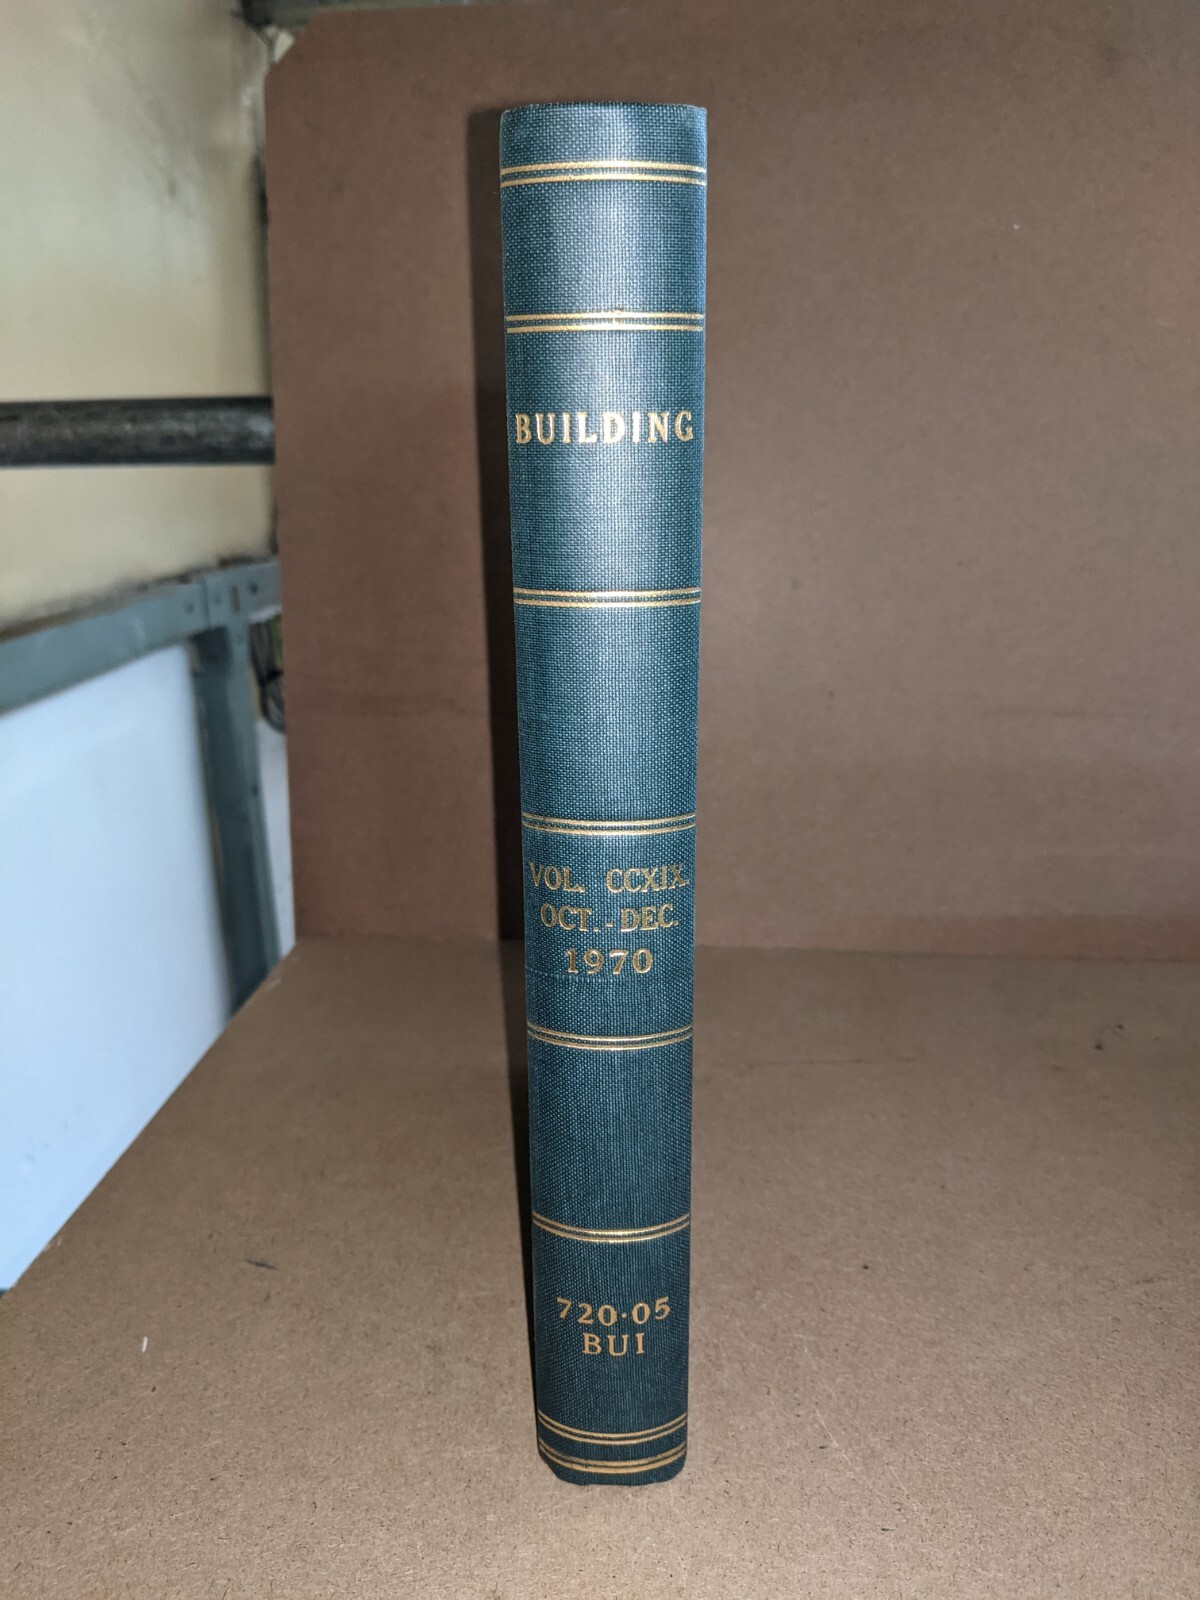 BUILDING
VOL. CCXIX.
OCT.-DEC.
1970
720·05
BUI